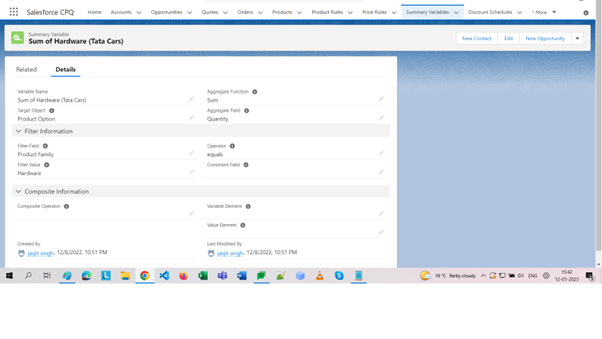 Salesforce CPQ Home Accounts Opportunities Quotes Orders Products Product Rules Price Rules Summary Variables Discount Schedules * More
Summary Variable
Sum of Hardware (Tata Cars)
New Contact Edit New Opportunity
Related Details
Variable Name Aggregate Function
Sum of Hardware (Tata Cars) Sum
Target Object Aggregate Field
Product Option Quantity
Filter Information
Filter Field Operator
Product Family equals
Filter Value Constraint Field
Hardware
Composite Information
Composite Operator Variable Element
Value Element
Created By Last Modified By
jasjit singh, 12/8/2022, 10:51 PM jasjit singh, 12/8/2022, 10:51 PM
19°C Partly cloudy ENG 15:42
12-01-2023